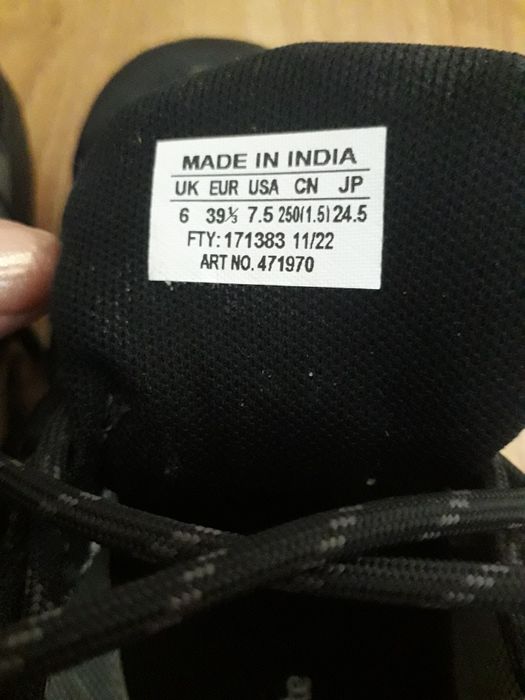 MADE IN INDIA
UK EUR USA CN JP
6 39⅓ 7.5 250(1.5) 24.5
FTY: 171383 11/22
ART NO. 471970